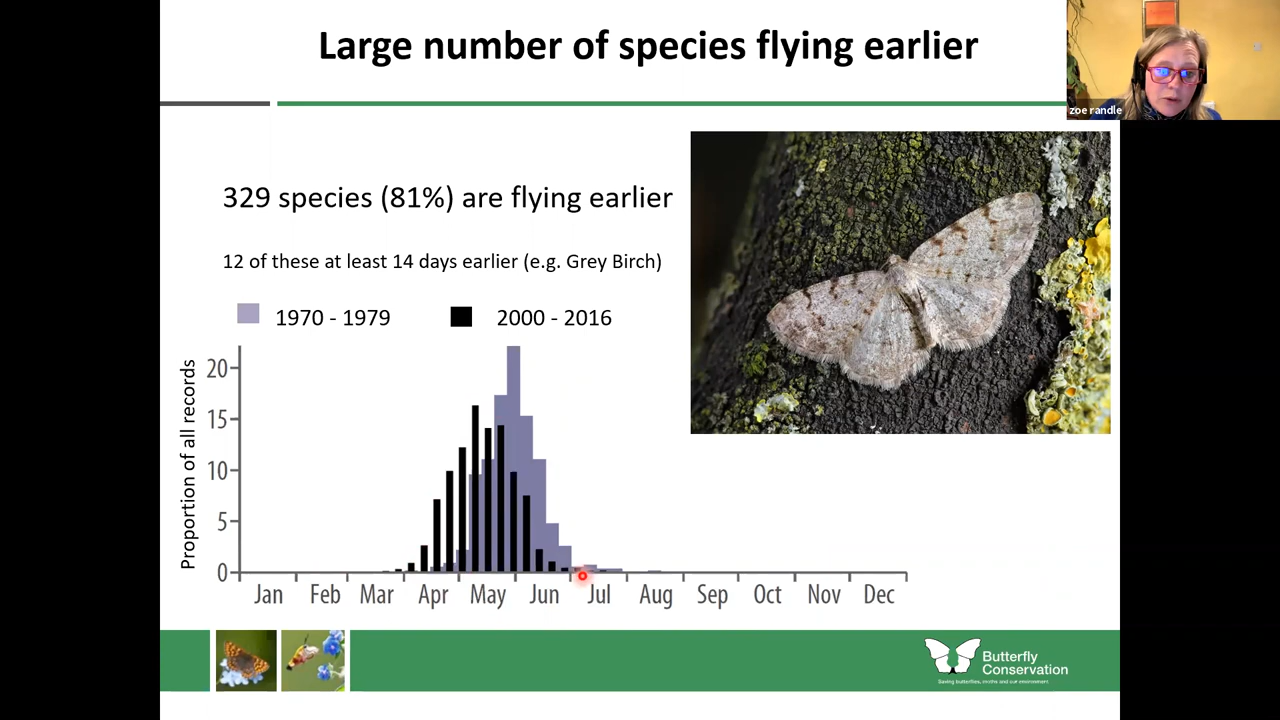 Large number of species flying earlier
zoe randle
329 species (81%) are flying earlier
12 of these at least 14 days earlier (e.g. Grey Birch)
1970 - 1979
2000 - 2016
Proportion of all records
20
15
10
5
0
Jan Feb Mar Apr May Jun Jul Aug Sep Oct Nov Dec
Butterfly
Conservation
Saving butterflies, moths and our environment